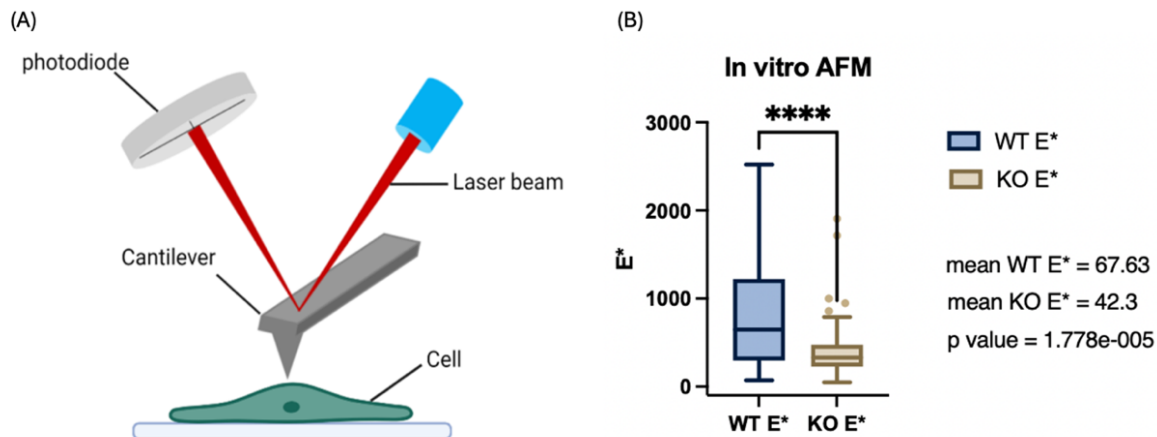 (A)
photodiode
Laser beam
Cantilever
Cell
(B)
In vitro AFM
****
3000
2000
1000
0
E*
WT E*
KO E*
WT E*
KO E*
mean WT E* = 67.63
mean KO E* = 42.3
p value = 1.778e-005